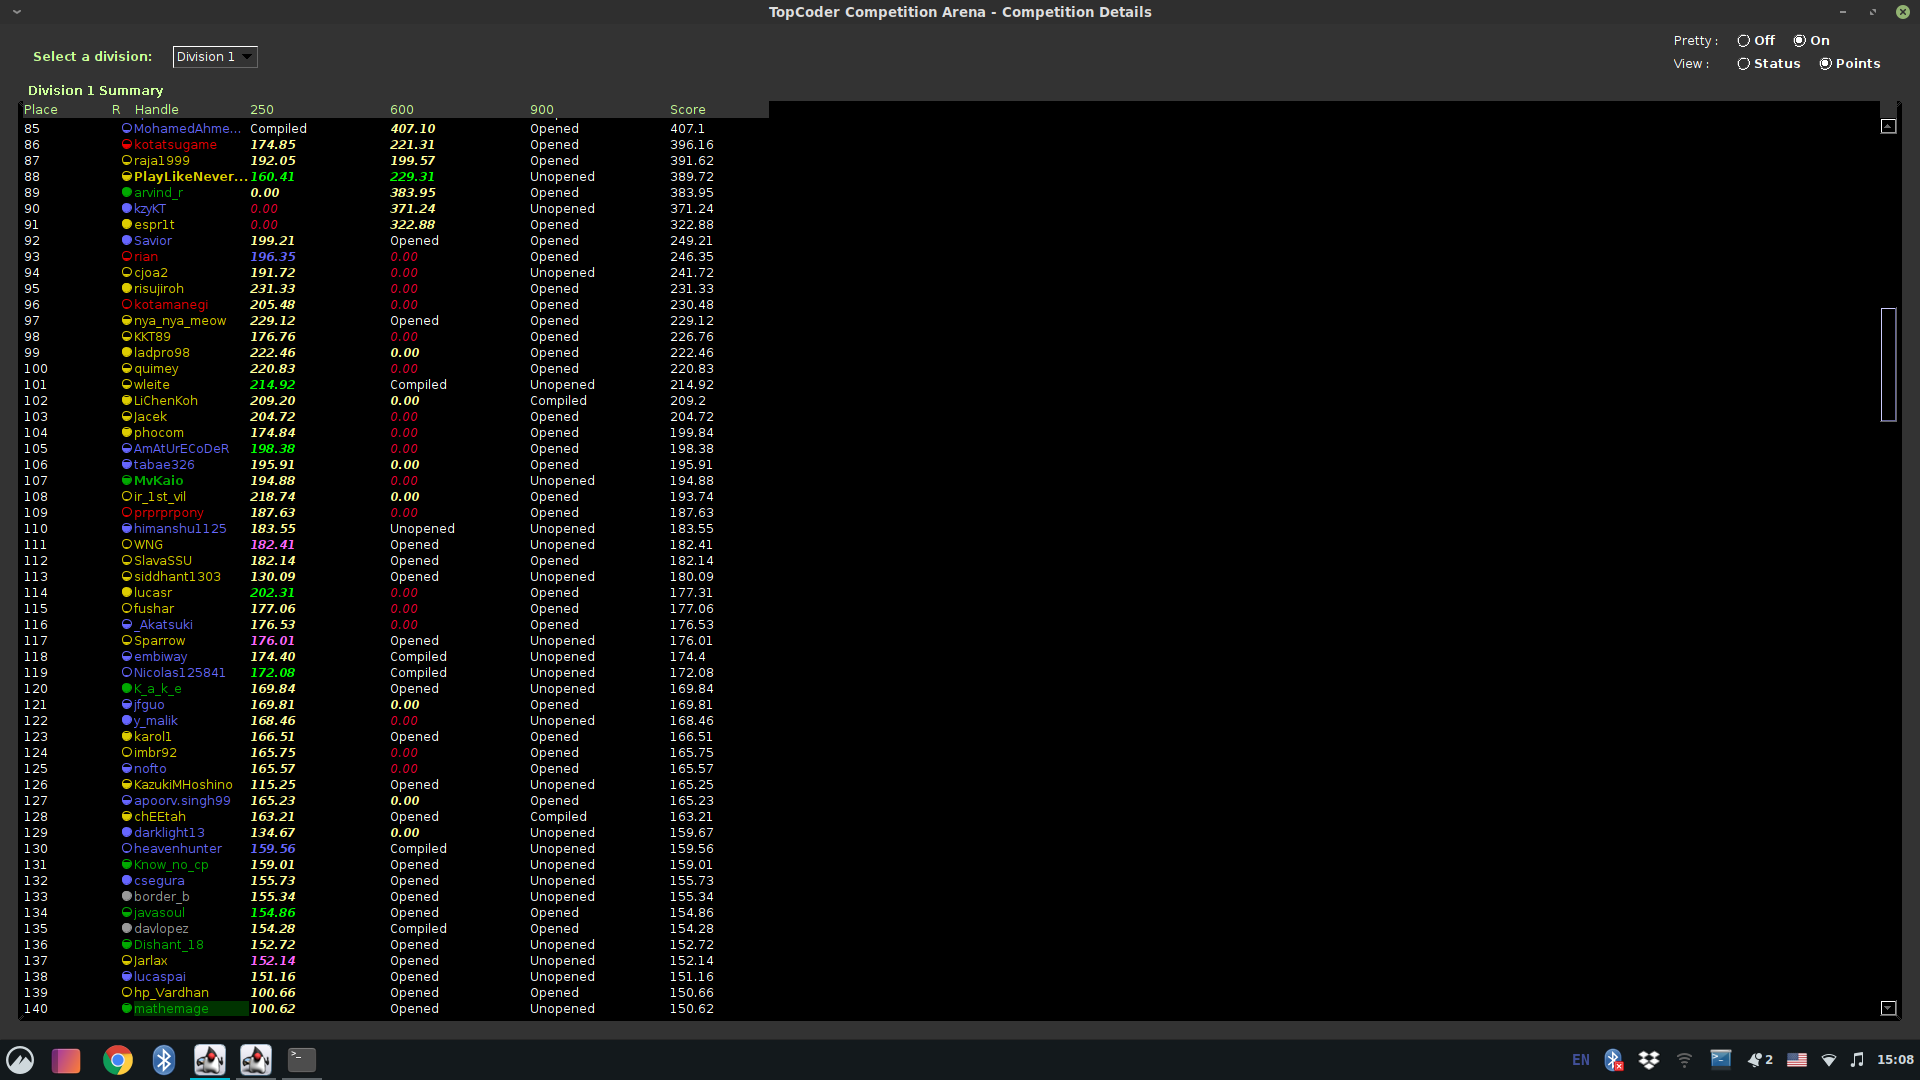 TopCoder Competition Arena - Competition Details
Pretty : Off On
Select a division: Division 1
View : Status Points
Division 1 Summary
Place R Handle 250 600 900 Score
85 MohamedAhme... Compiled 407.10 Opened 407.1
86 kotatsugame 174.85 221.31 Opened 396.16
87 raja1999 192.05 199.57 Opened 391.62
88 PlayLikeNever... 160.41 229.31 Unopened 389.72
89 arvind_r 0.00 383.95 Opened 383.95
90 kzyKT 0.00 371.24 Unopened 371.24
91 espr1t 0.00 322.88 Opened 322.88
92 Savior 199.21 Opened Opened 249.21
93 rlan 196.35 0.00 Opened 246.35
94 cjoa2 191.72 0.00 Unopened 241.72
95 risujiroh 231.33 0.00 Opened 231.33
96 kotamanegi 205.48 0.00 Opened 230.48
97 nya_nya_meow 229.12 Opened Opened 229.12
98 KKT89 176.76 0.00 Opened 226.76
99 ladpro98 222.46 0.00 Opened 222.46
100 quimey 220.83 0.00 Opened 220.83
101 wleite 214.92 Compiled Unopened 214.92
102 LiChenKoh 209.20 0.00 Compiled 209.2
103 Jacek 204.72 0.00 Opened 204.72
104 phocom 174.84 0.00 Opened 199.84
105 AmAtUrECoDeR 198.38 0.00 Opened 198.38
106 tabae326 195.91 0.00 Opened 195.91
107 MvKaio 194.88 0.00 Unopened 194.88
108 ir_1st_vil 218.74 0.00 Opened 193.74
109 prprprpony 187.63 0.00 Opened 187.63
110 himanshu1125 183.55 Unopened Unopened 183.55
111 WNG 182.41 Opened Unopened 182.41
112 SlavaSSU 182.14 Opened Opened 182.14
113 siddhant1303 130.09 Opened Unopened 180.09
114 lucasr 202.31 0.00 Opened 177.31
115 fushar 177.06 0.00 Opened 177.06
116 _Akatsuki 176.53 0.00 Opened 176.53
117 Sparrow 176.01 Opened Unopened 176.01
118 embiway 174.40 Compiled Unopened 174.4
119 Nicolas125841 172.08 Compiled Unopened 172.08
120 K_a_k_e 169.84 Opened Unopened 169.84
121 jfguo 169.81 0.00 Opened 169.81
122 y_malik 168.46 0.00 Unopened 168.46
123 karol1 166.51 Opened Opened 166.51
124 imbr92 165.75 0.00 Opened 165.75
125 nofto 165.57 0.00 Opened 165.57
126 KazukiMHoshino 115.25 Opened Unopened 165.25
127 apoorv.singh99 165.23 0.00 Opened 165.23
128 chEEtah 163.21 Opened Compiled 163.21
129 darklight13 134.67 0.00 Unopened 159.67
130 heavenhunter 159.56 Compiled Unopened 159.56
131 Know_no_cp 159.01 Opened Unopened 159.01
132 csegura 155.73 Opened Unopened 155.73
133 border_b 155.34 Opened Unopened 155.34
134 javasoul 154.86 Opened Opened 154.86
135 davlopez 154.28 Compiled Opened 154.28
136 Dishant_18 152.72 Opened Unopened 152.72
137 Jarlax 152.14 Opened Unopened 152.14
138 lucaspai 151.16 Opened Unopened 151.16
139 hp_Vardhan 100.66 Opened Opened 150.66
140 mathemage 100.62 Opened Unopened 150.62
EN 2 15:08